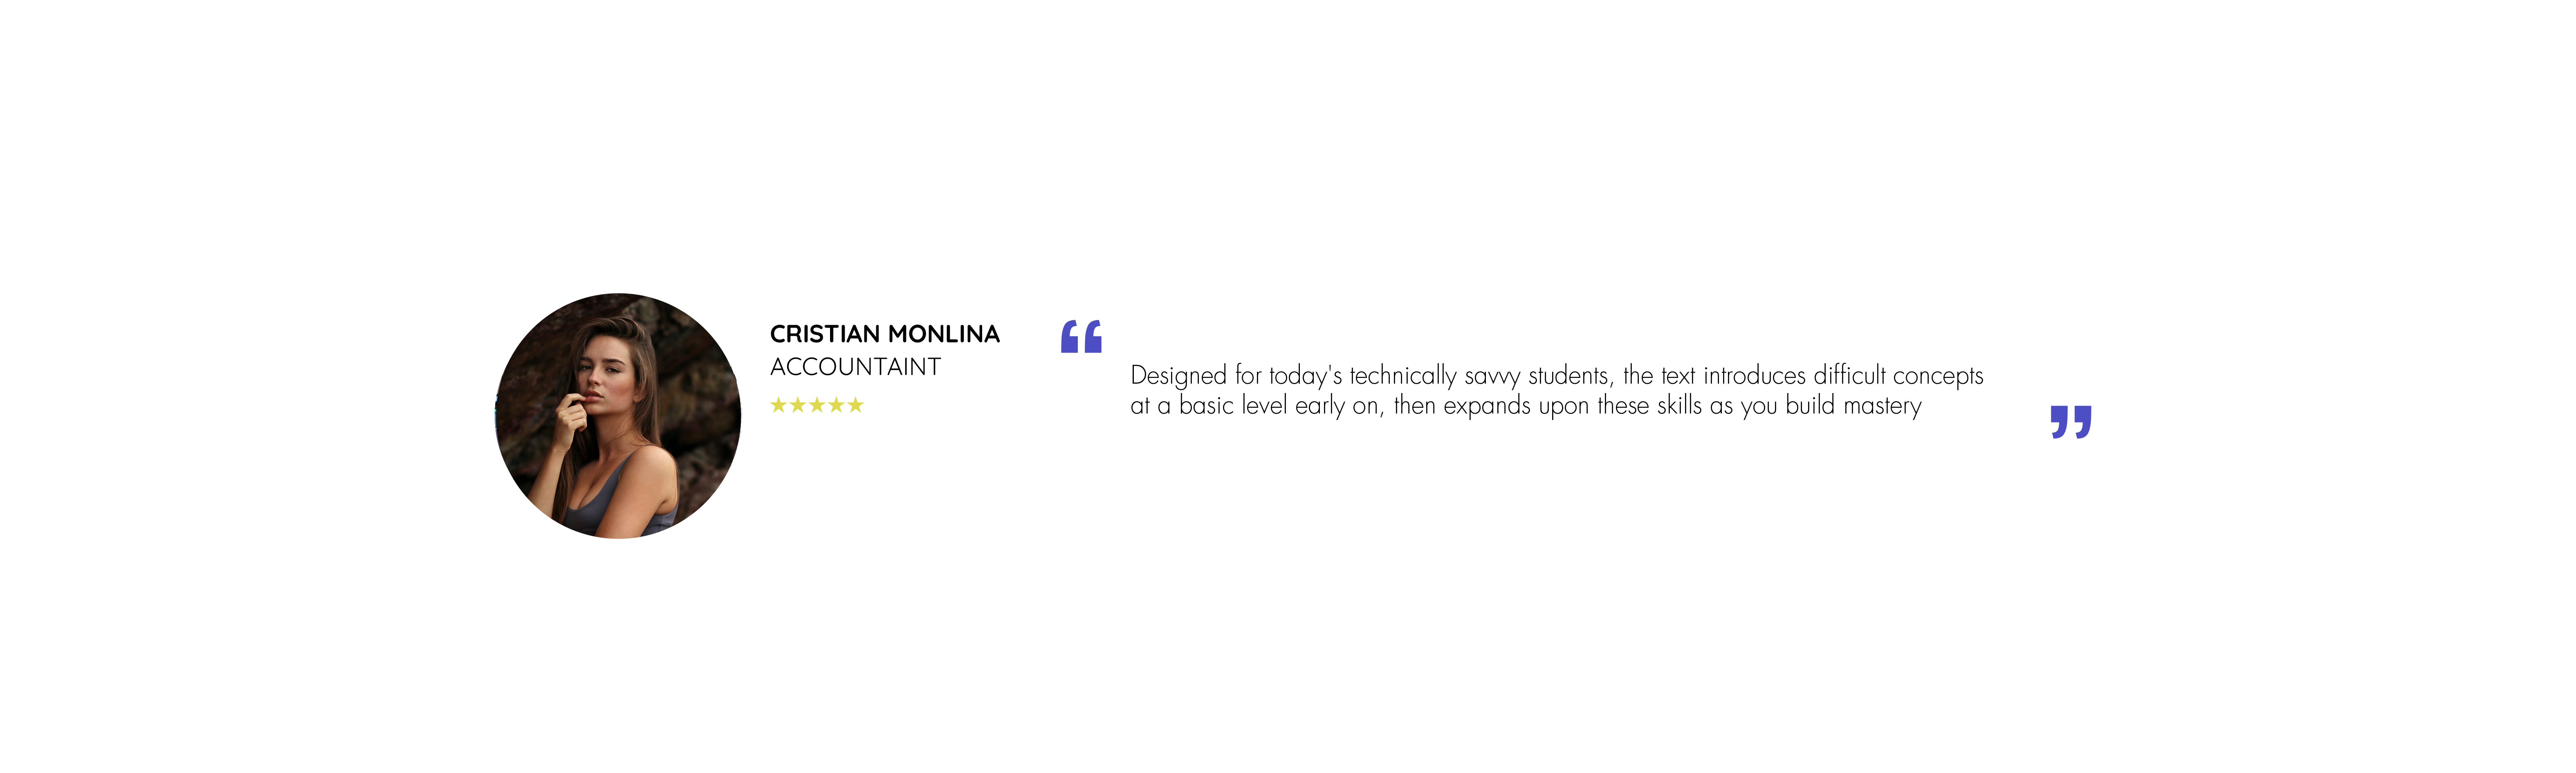 CRISTIAN MONLINA
ACCOUNTAINT
★★★★★
“
Designed for today's technically savvy students, the text introduces difficult concepts
at a basic level early on, then expands upon these skills as you build mastery
”